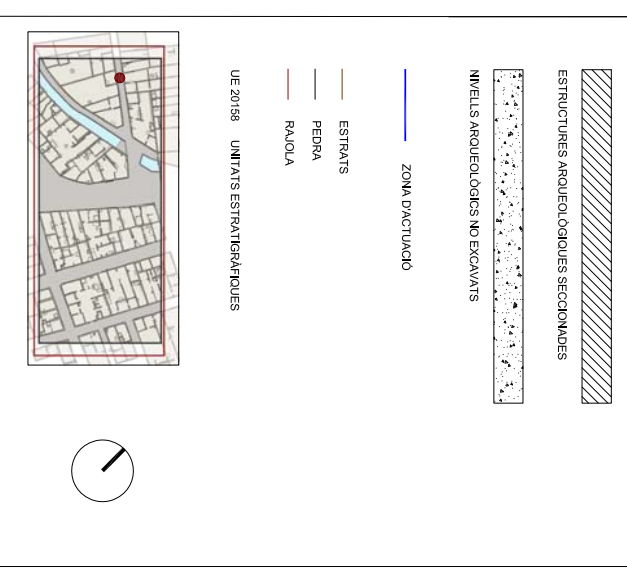 ESTRUCTURES ARQUEOLÒGIQUES SECCIONADES
NIVELLS ARQUEOLÒGICS NO EXCAVATS
ZONA D'ACTUACIÓ
ESTRATS
PEDRA
RAJOLA
UE 20158 UNITATS ESTRATIGRÀFIQUES